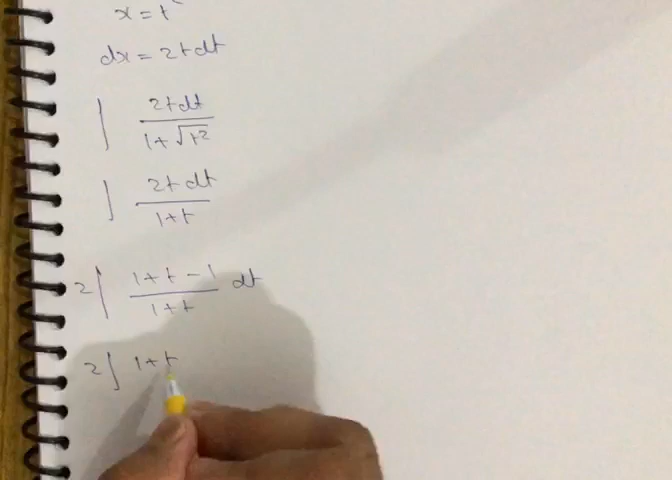 x = t²
dx = 2t dt
∫ 2t dt / 1 + √t²
∫ 2t dt / 1 + t
2 ∫ 1 + t - 1 / 1 + t dt
2 ∫ 1 + t